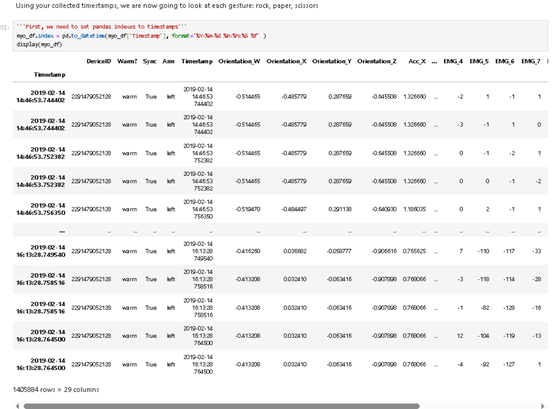 Using your collected timestamps, we are now going to look at each gesture: rock, paper, scissors
'''First, we need to set pandas indexes to timestamps'''
myo_df.index = pd.to_datetime(myo_df['Timestamp'], format="%Y-%m-%d %H:%M:%S %f" )
display(myo_df)
DeviceID Warm? Sync Arm Timestamp Orientation_W Orientation_X Orientation_Y Orientation_Z Acc_X ... EMG_4 EMG_5 EMG_6 EMG_7
Timestamp
2019-02-14 14:46:53.744402 2291479052128 warm True left 2019-02-14 14:46:53 744402 -0.514465 -0.485779 0.287659 -0.645508 1.326660 ... -2 1 -1 1
2019-02-14 14:46:53.744402 2291479052128 warm True left 2019-02-14 14:46:53 744402 -0.514465 -0.485779 0.287659 -0.645508 1.326660 ... -3 -1 1 0
2019-02-14 14:46:53.752382 2291479052128 warm True left 2019-02-14 14:46:53 752382 -0.514465 -0.485779 0.287659 -0.645508 1.326660 ... 0 -1 -2 1
2019-02-14 14:46:53.752382 2291479052128 warm True left 2019-02-14 14:46:53 752382 -0.514465 -0.485779 0.287659 -0.645508 1.326660 ... 0 0 -1 -2
2019-02-14 14:46:53.756350 2291479052128 warm True left 2019-02-14 14:46:53 756350 -0.519470 -0.484497 0.291138 -0.640930 1.186035 ... 0 2 -1 1
... ... ... ... ... ... ... ... ... ... ... ... ... ... ... ...
2019-02-14 16:13:28.749540 2291479052128 warm True left 2019-02-14 16:13:28 749540 -0.416260 0.036682 -0.058777 -0.906616 0.765625 ... 7 -110 -117 -33
2019-02-14 16:13:28.758516 2291479052128 warm True left 2019-02-14 16:13:28 758516 -0.413208 0.032410 -0.063416 -0.907898 0.768066 ... -3 -118 -114 -28
2019-02-14 16:13:28.758516 2291479052128 warm True left 2019-02-14 16:13:28 758516 -0.413208 0.032410 -0.063416 -0.907898 0.768066 ... -1 -82 -128 -16
2019-02-14 16:13:28.764500 2291479052128 warm True left 2019-02-14 16:13:28 764500 -0.413208 0.032410 -0.063416 -0.907898 0.768066 ... 12 -104 -119 -13
2019-02-14 16:13:28.764500 2291479052128 warm True left 2019-02-14 16:13:28 764500 -0.413208 0.032410 -0.063416 -0.907898 0.768066 ... -4 -92 -127 1
1405884 rows × 29 columns